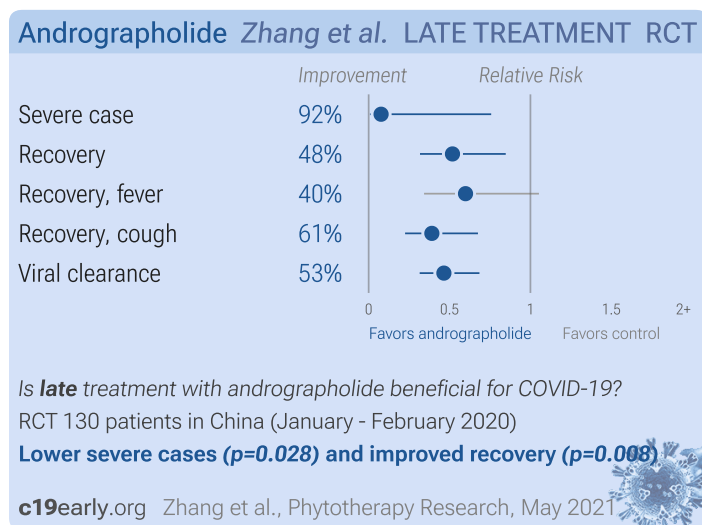 Andrographolide Zhang et al. LATE TREATMENT RCT
Improvement Relative Risk
Severe case 92%
Recovery 48%
Recovery, fever 40%
Recovery, cough 61%
Viral clearance 53%
0 0.5 1 1.5 2+
Favors andrographolide Favors control
Is late treatment with andrographolide beneficial for COVID-19?
RCT 130 patients in China (January - February 2020)
Lower severe cases (p=0.028) and improved recovery (p=0.008)
c19early.org Zhang et al., Phytotherapy Research, May 2021